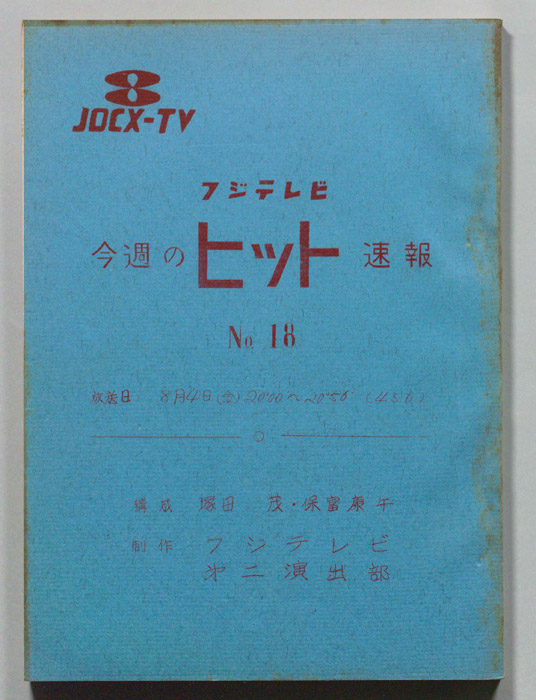 JOCX-TV
フジテレビ
今週の ヒット 速報
No 18
放送日 8月4日(金)
構成 塚田 茂・保富康午
制作 フジテレビ
第二演出部